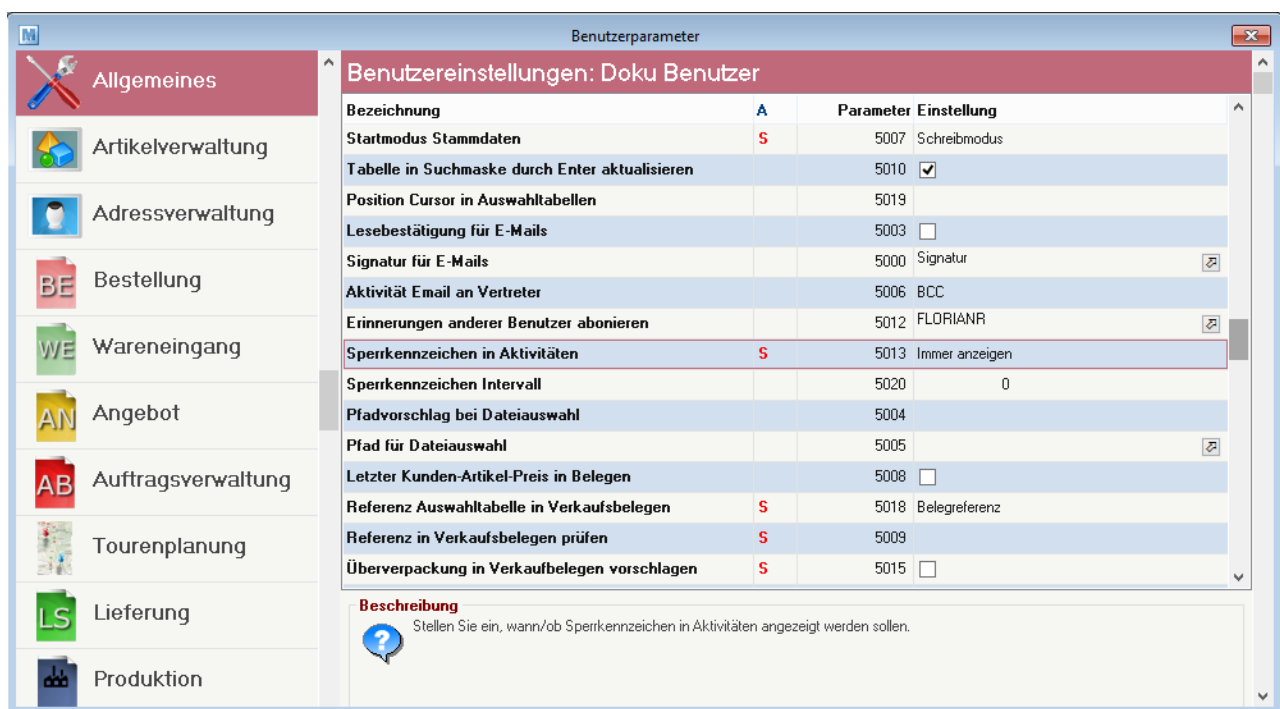 M Benutzerparameter
Allgemeines
Artikelverwaltung
Adressverwaltung
BE Bestellung
WE Wareneingang
AN Angebot
AB Auftragsverwaltung
Tourenplanung
LS Lieferung
Produktion
Benutzereinstellungen: Doku Benutzer
Bezeichnung A Parameter Einstellung
Startmodus Stammdaten S 5007 Schreibmodus
Tabelle in Suchmaske durch Enter aktualisieren 5010
Position Cursor in Auswahltabellen 5019
Lesebestätigung für E-Mails 5003
Signatur für E-Mails 5000 Signatur
Aktivität Email an Vertreter 5006 BCC
Erinnerungen anderer Benutzer abonieren 5012 FLORIANR
Sperrkennzeichen in Aktivitäten S 5013 Immer anzeigen
Sperrkennzeichen Intervall 5020 0
Pfadvorschlag bei Dateiauswahl 5004
Pfad für Dateiauswahl 5005
Letzter Kunden-Artikel-Preis in Belegen 5008
Referenz Auswahltabelle in Verkaufsbelegen S 5018 Belegreferenz
Referenz in Verkaufsbelegen prüfen S 5009
Überverpackung in Verkaufbelegen vorschlagen S 5015
Beschreibung
Stellen Sie ein, wann/ob Sperrkennzeichen in Aktivitäten angezeigt werden sollen.